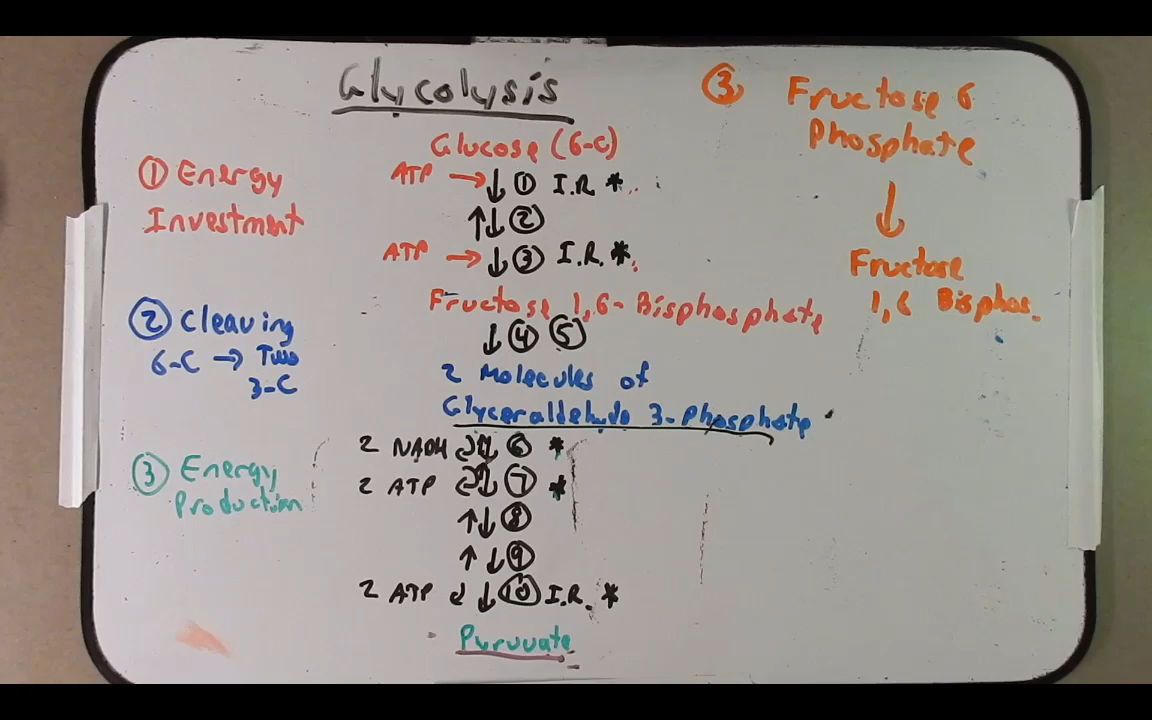 Glycolysis
Glucose (6-C)
ATP → ↓ ① I.R *
↑↓ ②
ATP → ↓ ③ I.R. *
Fructose 1,6-Bisphosphate
↓ ④ ⑤
2 Molecules of
Glyceraldehyde 3-Phosphate
2 NADH ↑↓ ⑥ *
2 ATP ↑↓ ⑦ *
↑↓ ⑧
↑↓ ⑨
2 ATP ↓ ⑩ I.R. *
Pyruvate
① Energy
Investment
② Cleaving
6-C → Two
3-C
③ Energy
Production
③ Fructose 6
Phosphate
↓
Fructose
1,6 Bisphos.